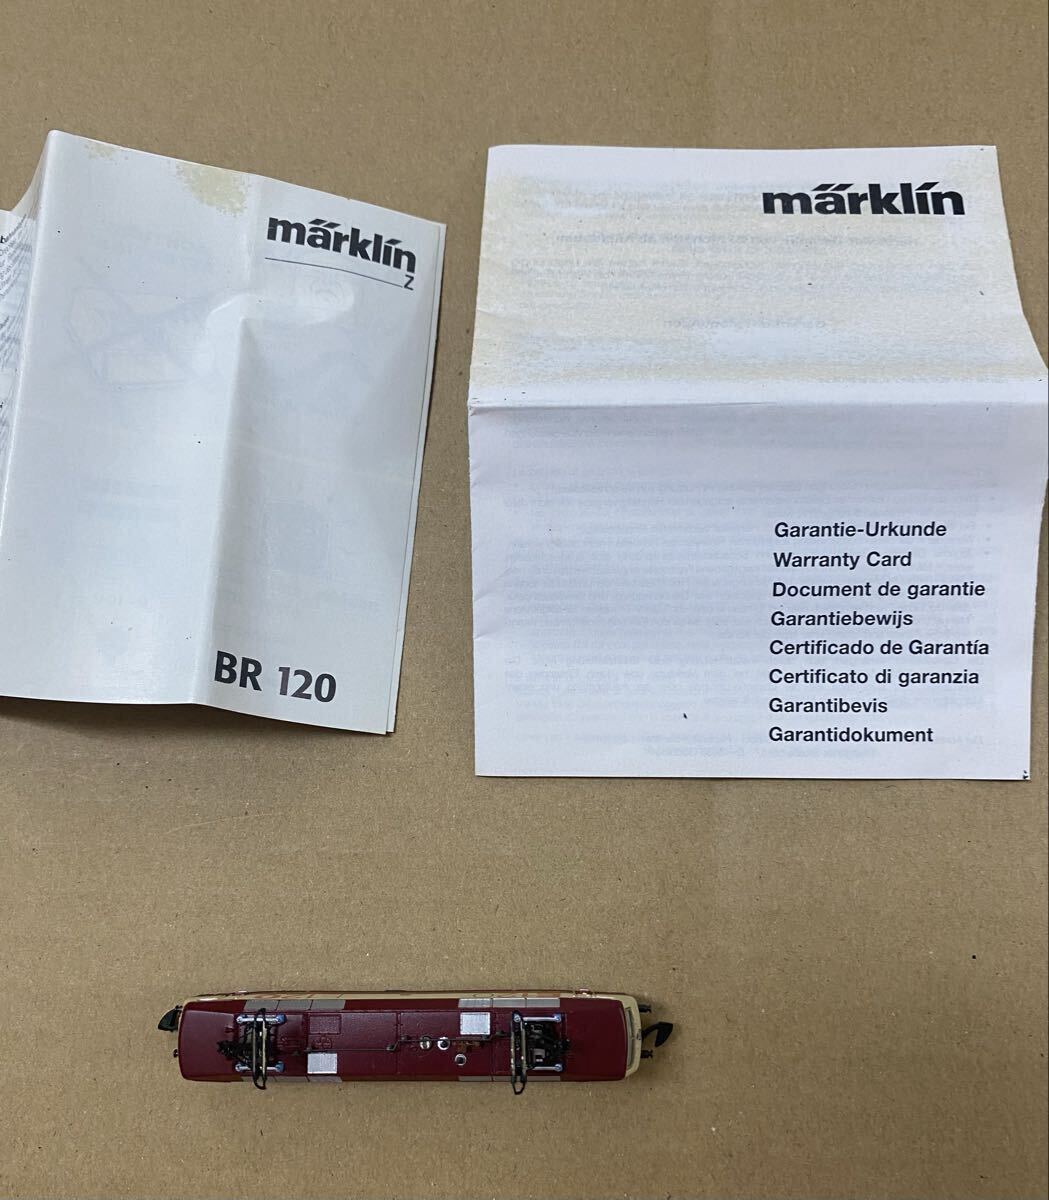 märklin
Z
BR 120
märklin
Garantie-Urkunde
Warranty Card
Document de garantie
Garantiebewijs
Certificado de Garantía
Certificato di garanzia
Garantibevis
Garantidokument